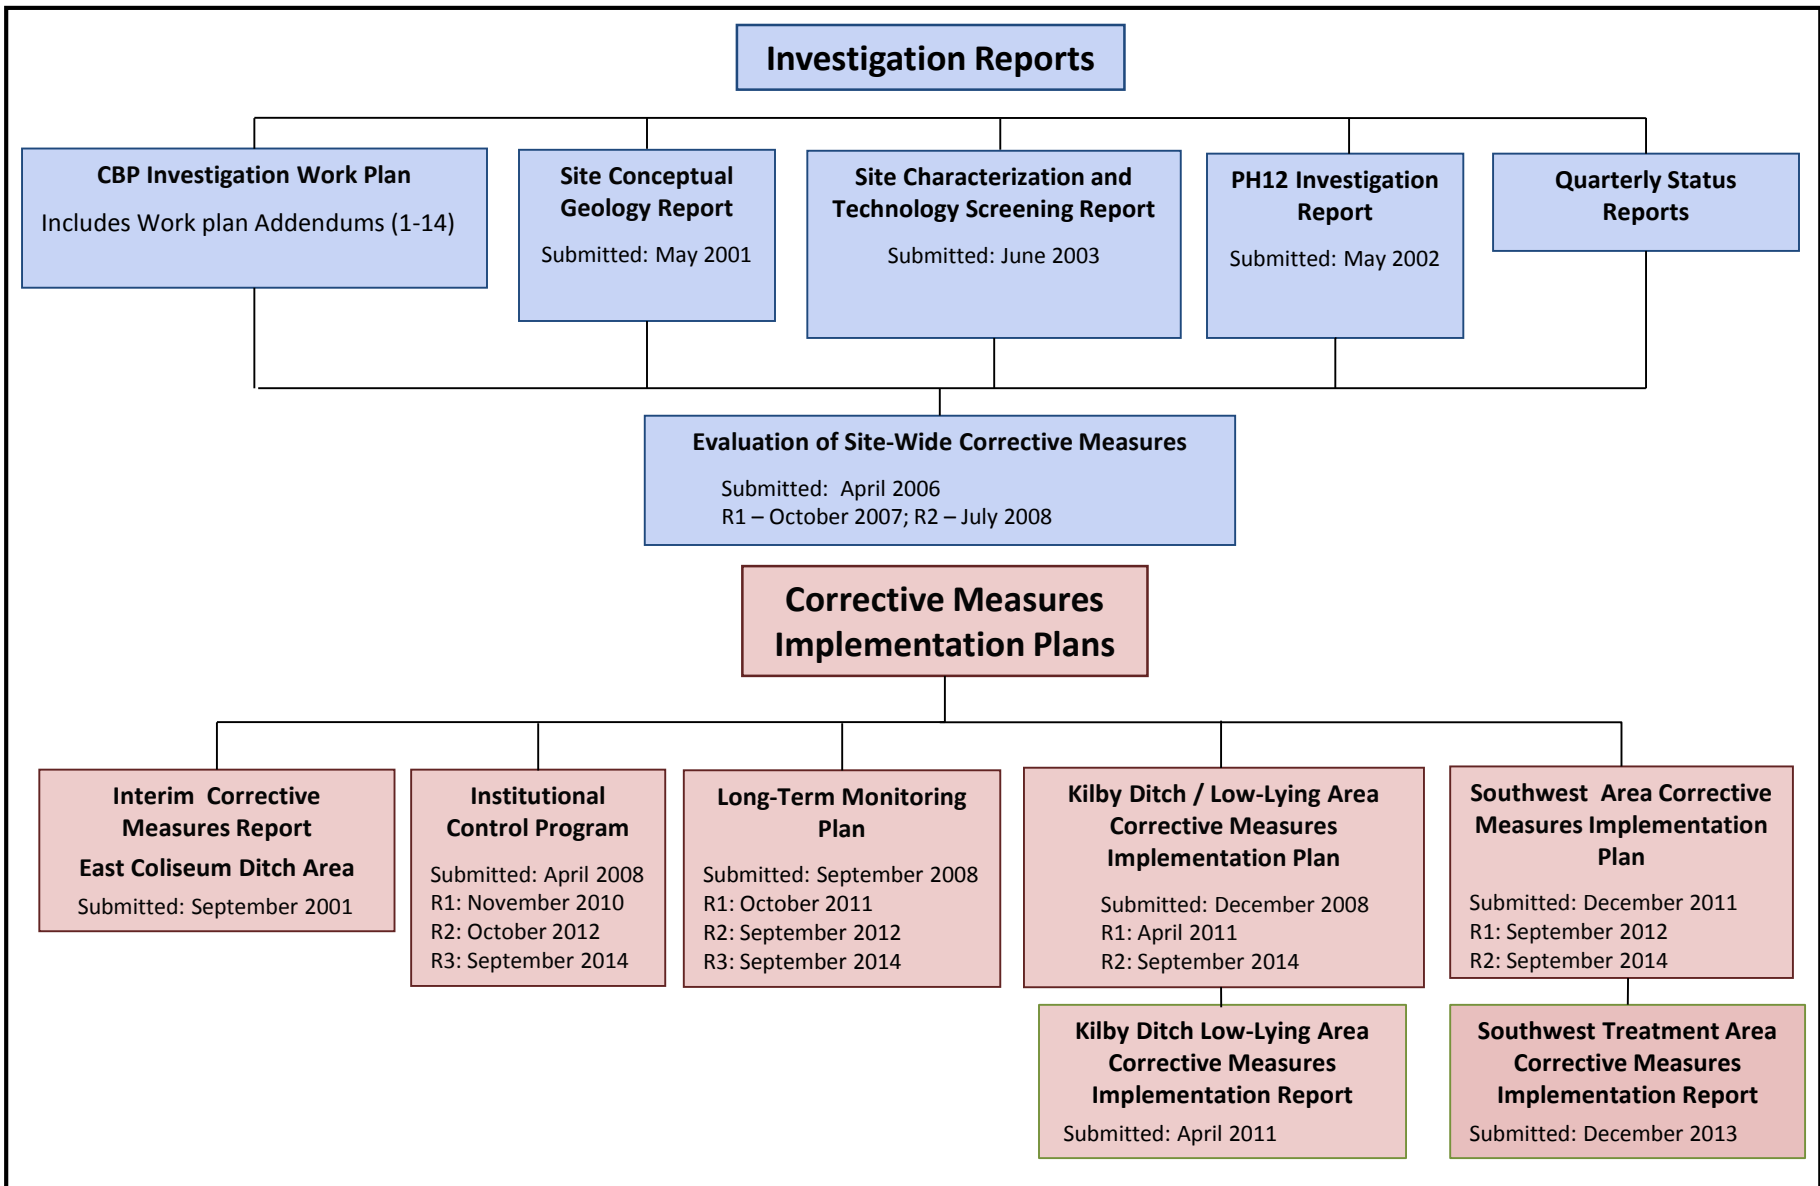 Investigation Reports
CBP Investigation Work Plan
Includes Work plan Addendums (1-14)
Site Conceptual
Geology Report
Submitted: May 2001
Site Characterization and
Technology Screening Report
Submitted: June 2003
PH12 Investigation
Report
Submitted: May 2002
Quarterly Status
Reports
Evaluation of Site-Wide Corrective Measures
Submitted: April 2006
R1 – October 2007; R2 – July 2008
Corrective Measures
Implementation Plans
Interim Corrective
Measures Report
East Coliseum Ditch Area
Submitted: September 2001
Institutional
Control Program
Submitted: April 2008
R1: November 2010
R2: October 2012
R3: September 2014
Long-Term Monitoring
Plan
Submitted: September 2008
R1: October 2011
R2: September 2012
R3: September 2014
Kilby Ditch / Low-Lying Area
Corrective Measures
Implementation Plan
Submitted: December 2008
R1: April 2011
R2: September 2014
Southwest Area Corrective
Measures Implementation
Plan
Submitted: December 2011
R1: September 2012
R2: September 2014
Kilby Ditch Low-Lying Area
Corrective Measures
Implementation Report
Submitted: April 2011
Southwest Treatment Area
Corrective Measures
Implementation Report
Submitted: December 2013